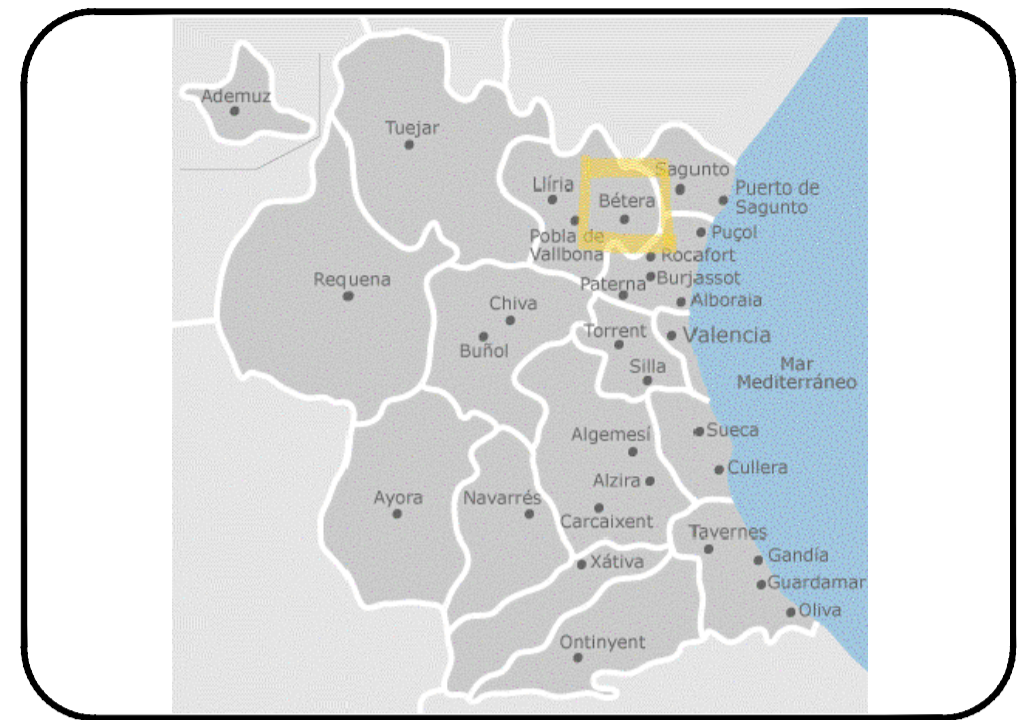 Ademuz
Tuejar
Sagunto
Llíria
Puerto de
Sagunto
Bétera
Pobla de
Vallbona
Puçol
Rocafort
Requena
Paterna
Burjassot
Alboraia
Chiva
Torrent
Valencia
Buñol
Silla
Mar
Mediterráneo
Algemesí
Sueca
Cullera
Alzira
Ayora
Navarrés
Carcaixent
Tavernes
Gandía
Xátiva
Guardamar
Oliva
Ontinyent